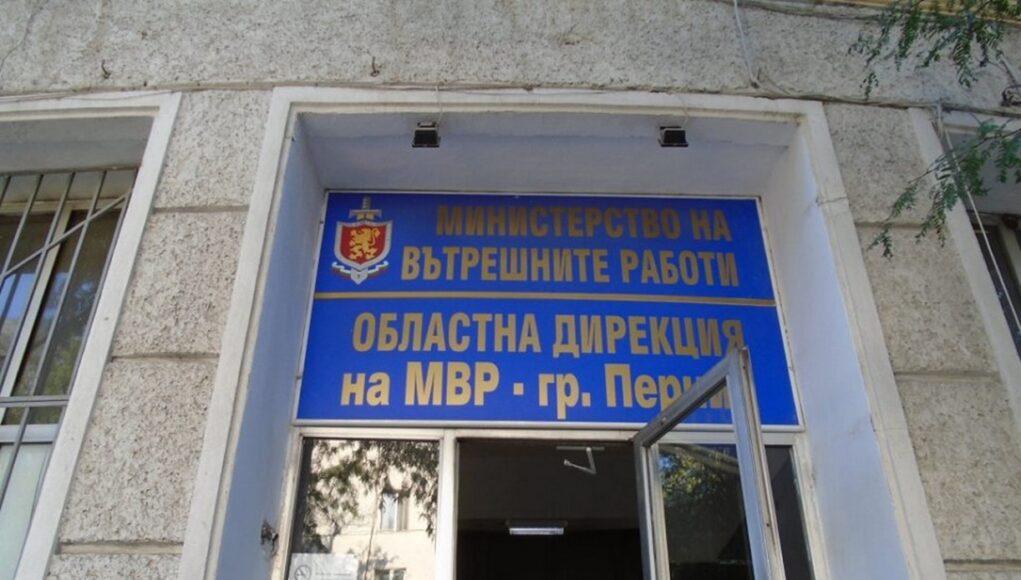 МИНИСТЕРСТВО НА
ВЪТРЕШНИТЕ РАБОТИ
ОБЛАСТНА ДИРЕКЦИЯ
на МВР - гр.